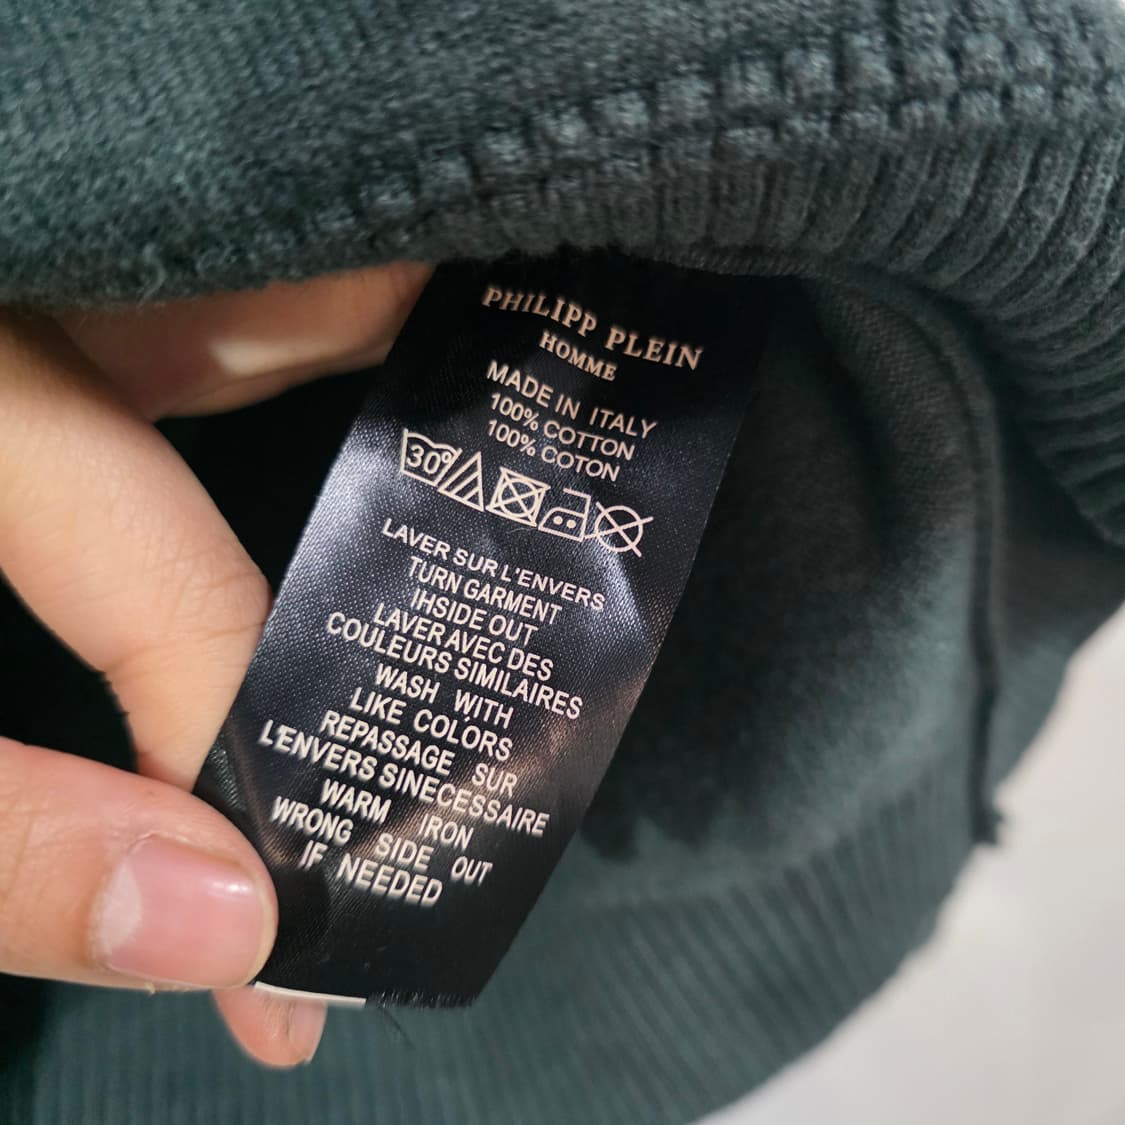 PHILIPP PLEIN
HOMME
MADE IN ITALY
100% COTTON
100% COTON
30°
LAVER SUR L'ENVERS
TURN GARMENT
IHSIDE OUT
LAVER AVEC DES
COULEURS SIMILAIRES
WASH WITH
LIKE COLORS
REPASSAGE SUR
L'ENVERS SINECESSAIRE
WARM IRON
WRONG SIDE OUT
IF NEEDED